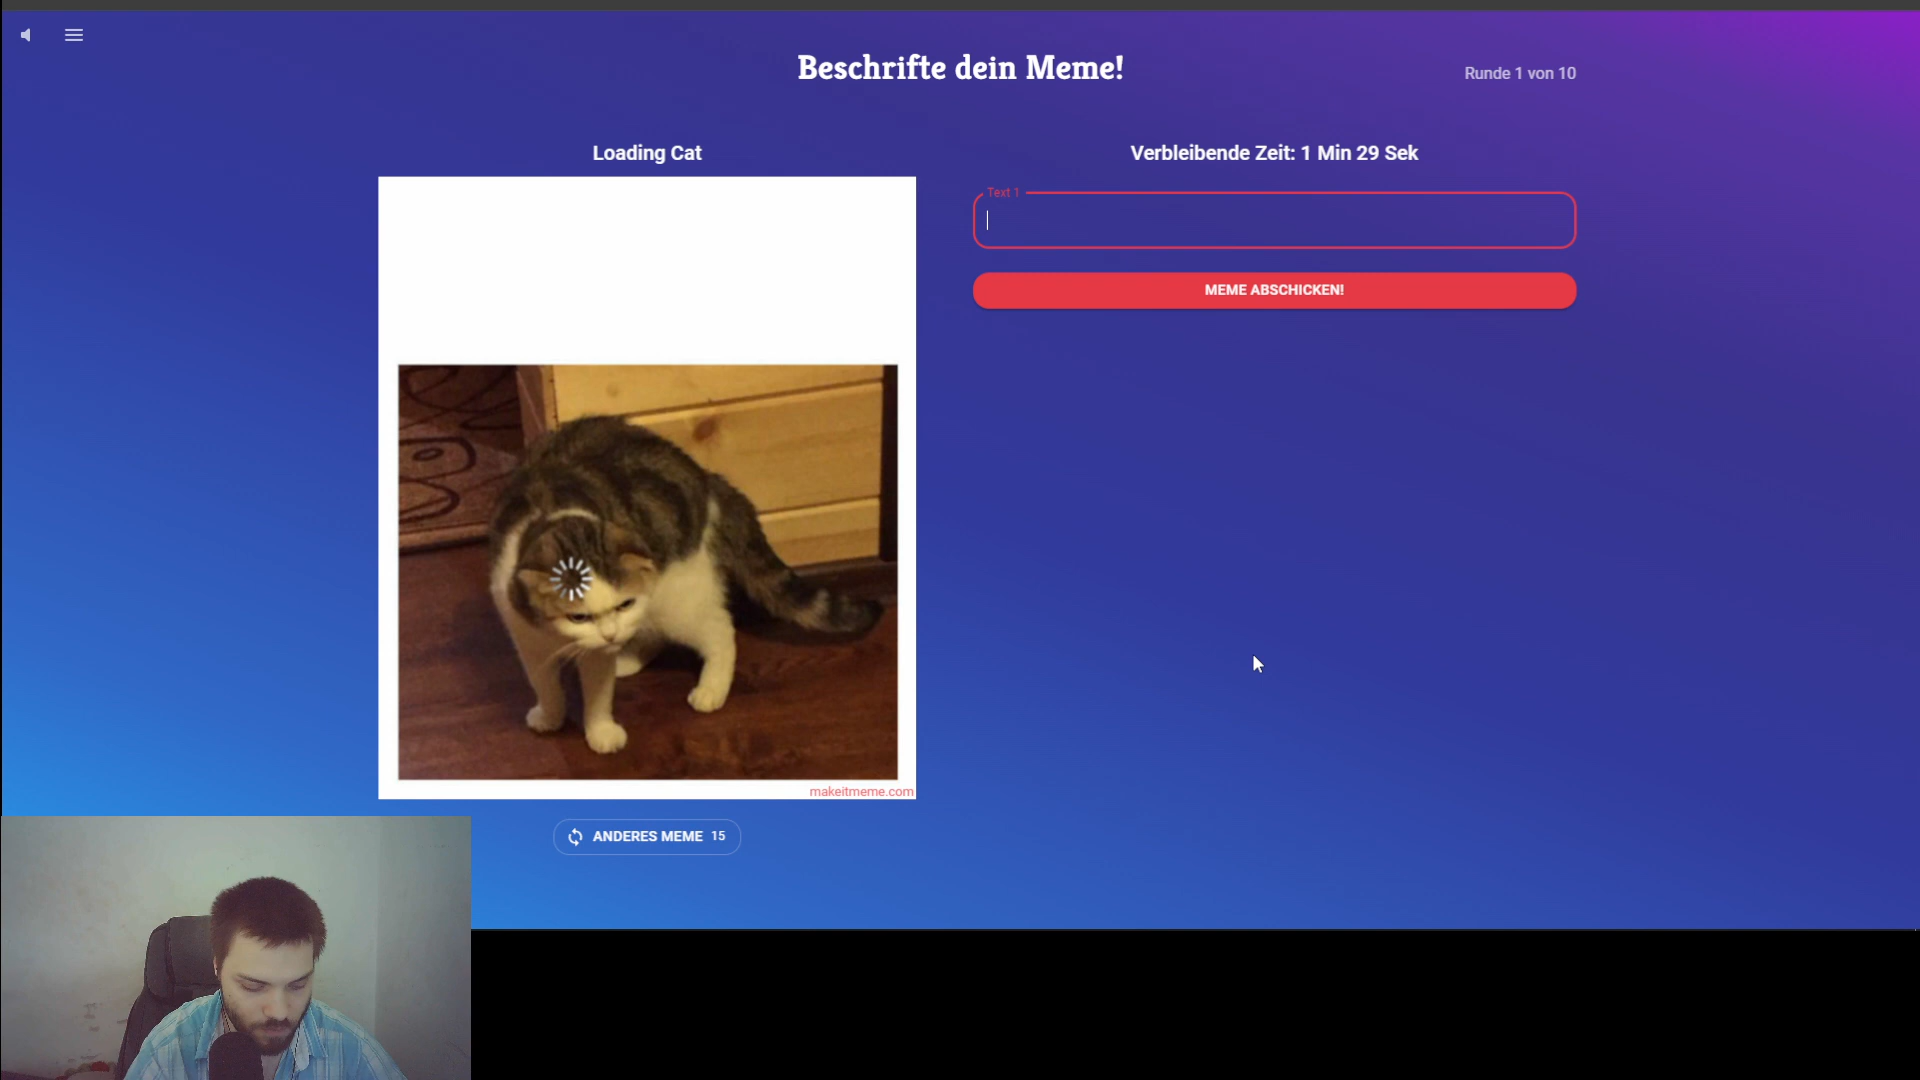 Beschrifte dein Meme!
Runde 1 von 10
Loading Cat
Verbleibende Zeit: 1 Min 29 Sek
Text 1
MEME ABSCHICKEN!
makeitmeme.com
ANDERES MEME 15